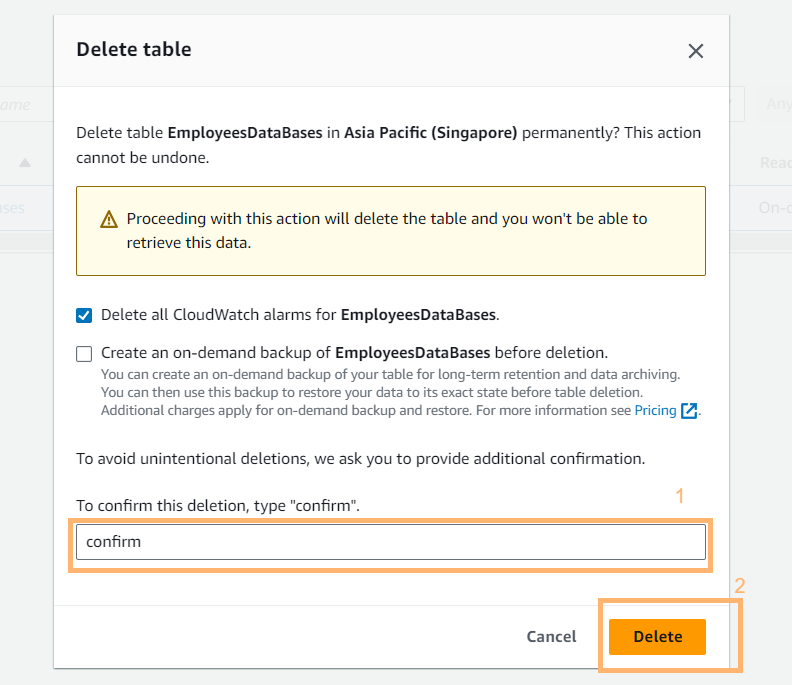 Delete table
Delete table EmployeesDataBases in Asia Pacific (Singapore) permanently? This action
cannot be undone.
Proceeding with this action will delete the table and you won't be able to
retrieve this data.
Delete all CloudWatch alarms for EmployeesDataBases.
Create an on-demand backup of EmployeesDataBases before deletion.
You can create an on-demand backup of your table for long-term retention and data archiving.
You can then use this backup to restore your data to its exact state before table deletion.
Additional charges apply for on-demand backup and restore. For more information see Pricing.
To avoid unintentional deletions, we ask you to provide additional confirmation.
To confirm this deletion, type "confirm".
1
confirm
2
Cancel
Delete